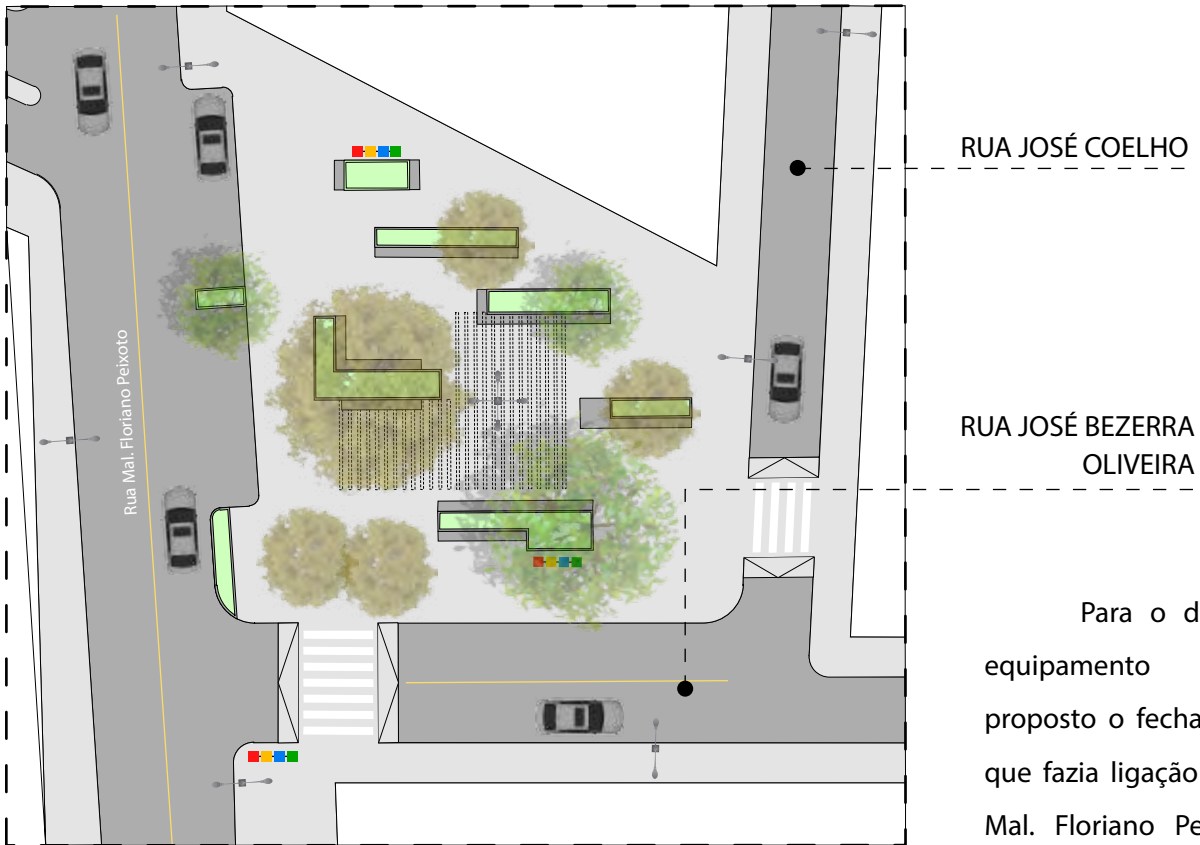 RUA JOSÉ COELHO
Rua Mal. Floriano Peixoto
RUA JOSÉ BEZERRA
OLIVEIRA
Para o d
equipamento
proposto o fecha
que fazia ligação
Mal. Floriano Pe